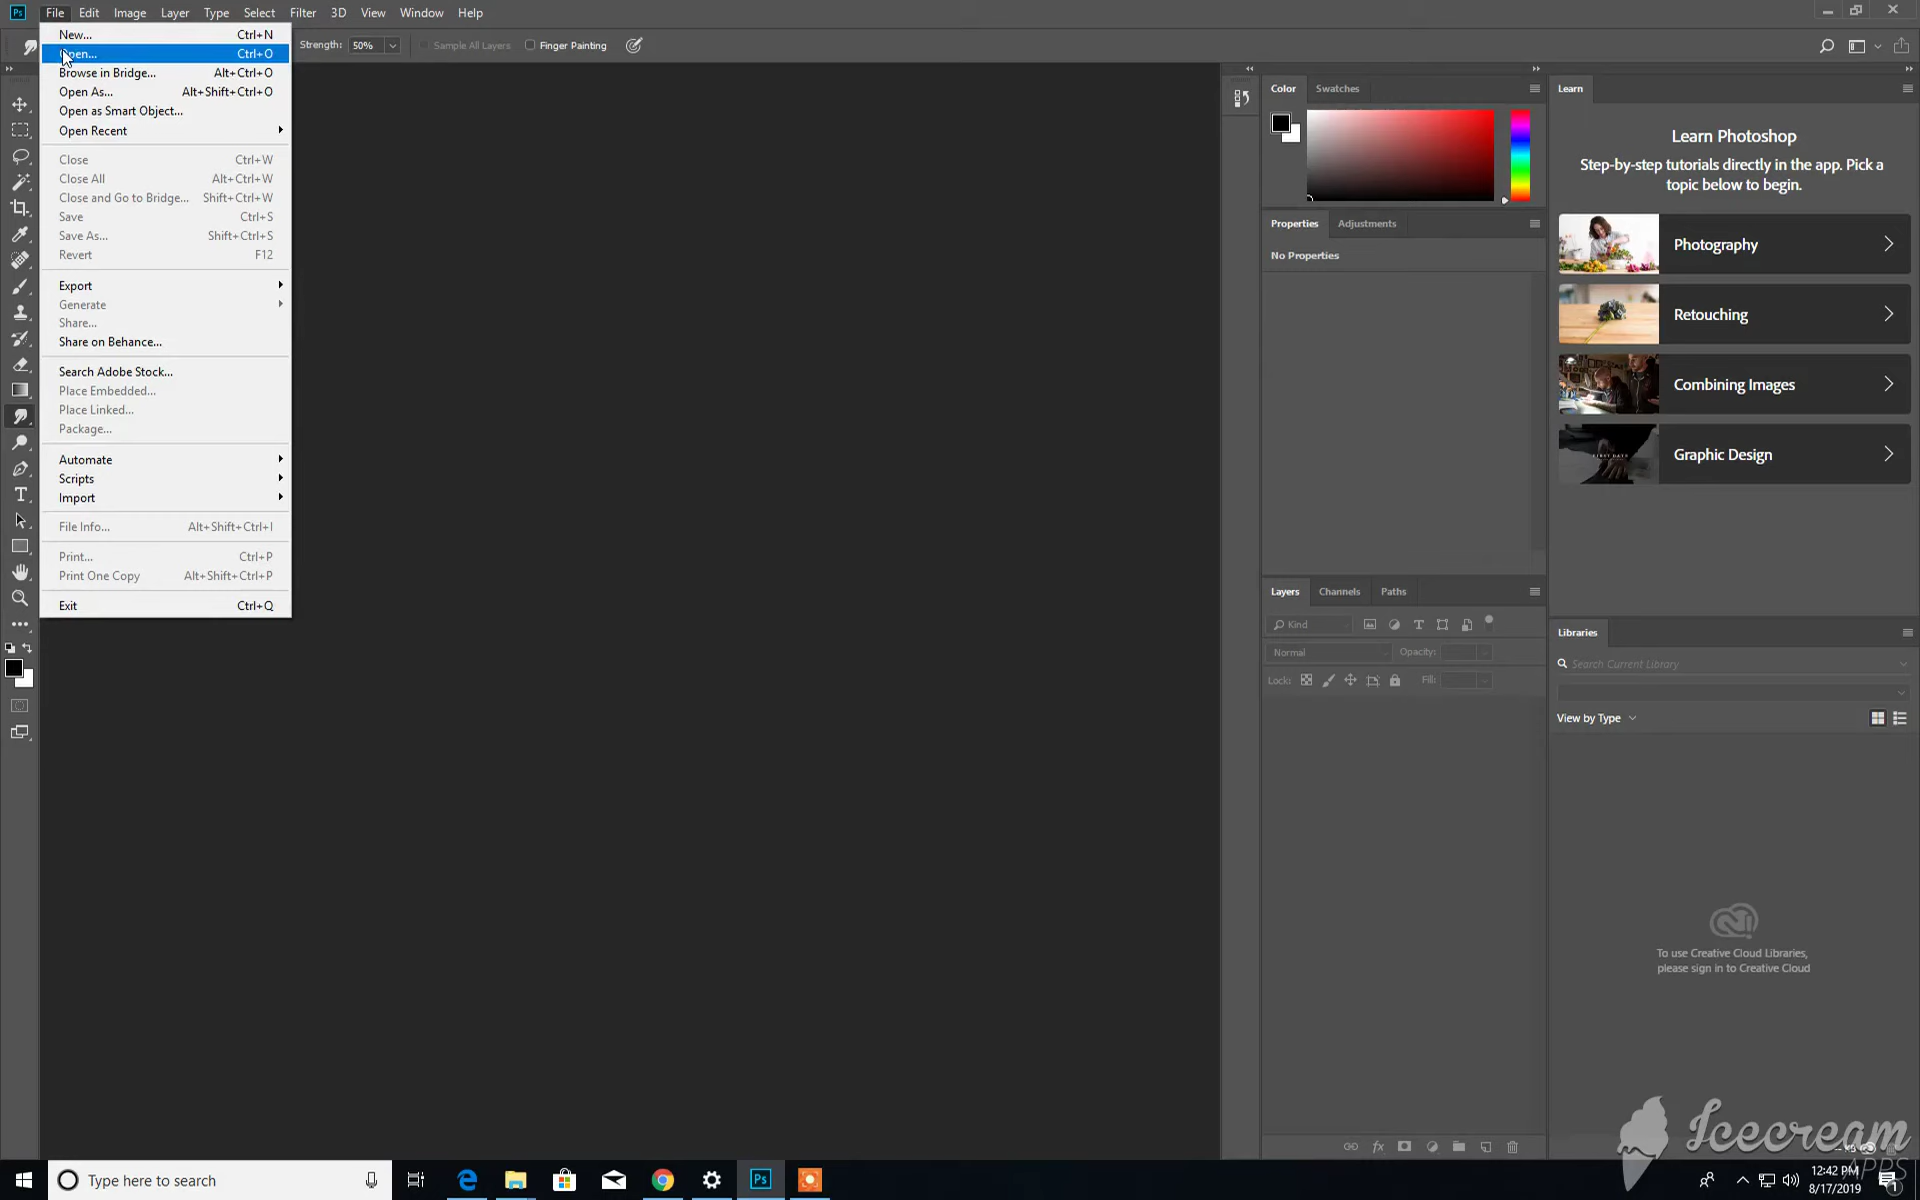 Ps File Edit Image Layer Type Select Filter 3D View Window Help
Strength: 50% Sample All Layers Finger Painting
New... Ctrl+N
Open... Ctrl+O
Browse in Bridge... Alt+Ctrl+O
Open As... Alt+Shift+Ctrl+O
Open as Smart Object...
Open Recent
Close Ctrl+W
Close All Alt+Ctrl+W
Close and Go to Bridge... Shift+Ctrl+W
Save Ctrl+S
Save As... Shift+Ctrl+S
Revert F12
Export
Generate
Share...
Share on Behance...
Search Adobe Stock...
Place Embedded...
Place Linked...
Package...
Automate
Scripts
Import
File Info... Alt+Shift+Ctrl+I
Print... Ctrl+P
Print One Copy Alt+Shift+Ctrl+P
Exit Ctrl+Q
Color Swatches
Properties Adjustments
No Properties
Layers Channels Paths
Kind
Normal Opacity:
Lock: Fill:
Learn
Learn Photoshop
Step-by-step tutorials directly in the app. Pick a
topic below to begin.
Photography
Retouching
Combining Images
Graphic Design
Libraries
Search Current Library
View by Type
To use Creative Cloud Libraries,
please sign in to Creative Cloud
Icecream
APPS
Type here to search
Ps
12:42 PM
8/17/2019